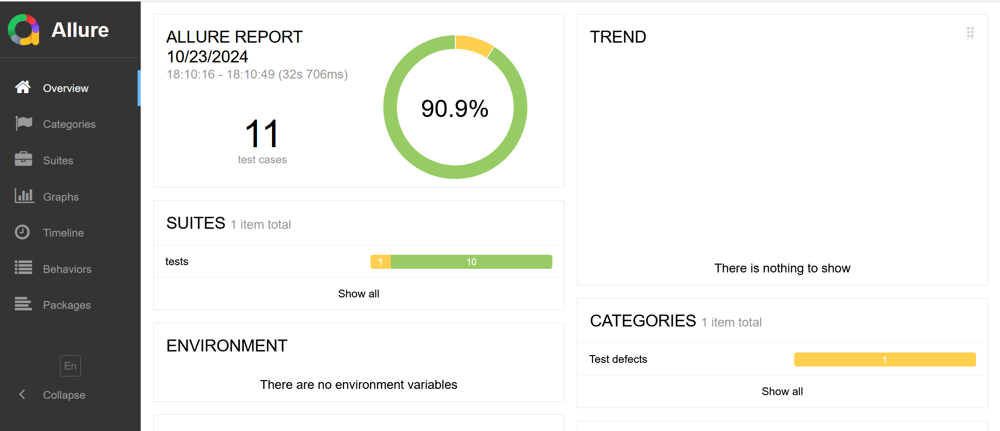 Allure
Overview
Categories
Suites
Graphs
Timeline
Behaviors
Packages
En
Collapse
ALLURE REPORT
10/23/2024
18:10:16 - 18:10:49 (32s 706ms)
11
test cases
90.9%
SUITES 1 item total
tests 1 10
Show all
ENVIRONMENT
There are no environment variables
TREND
There is nothing to show
CATEGORIES 1 item total
Test defects 1
Show all